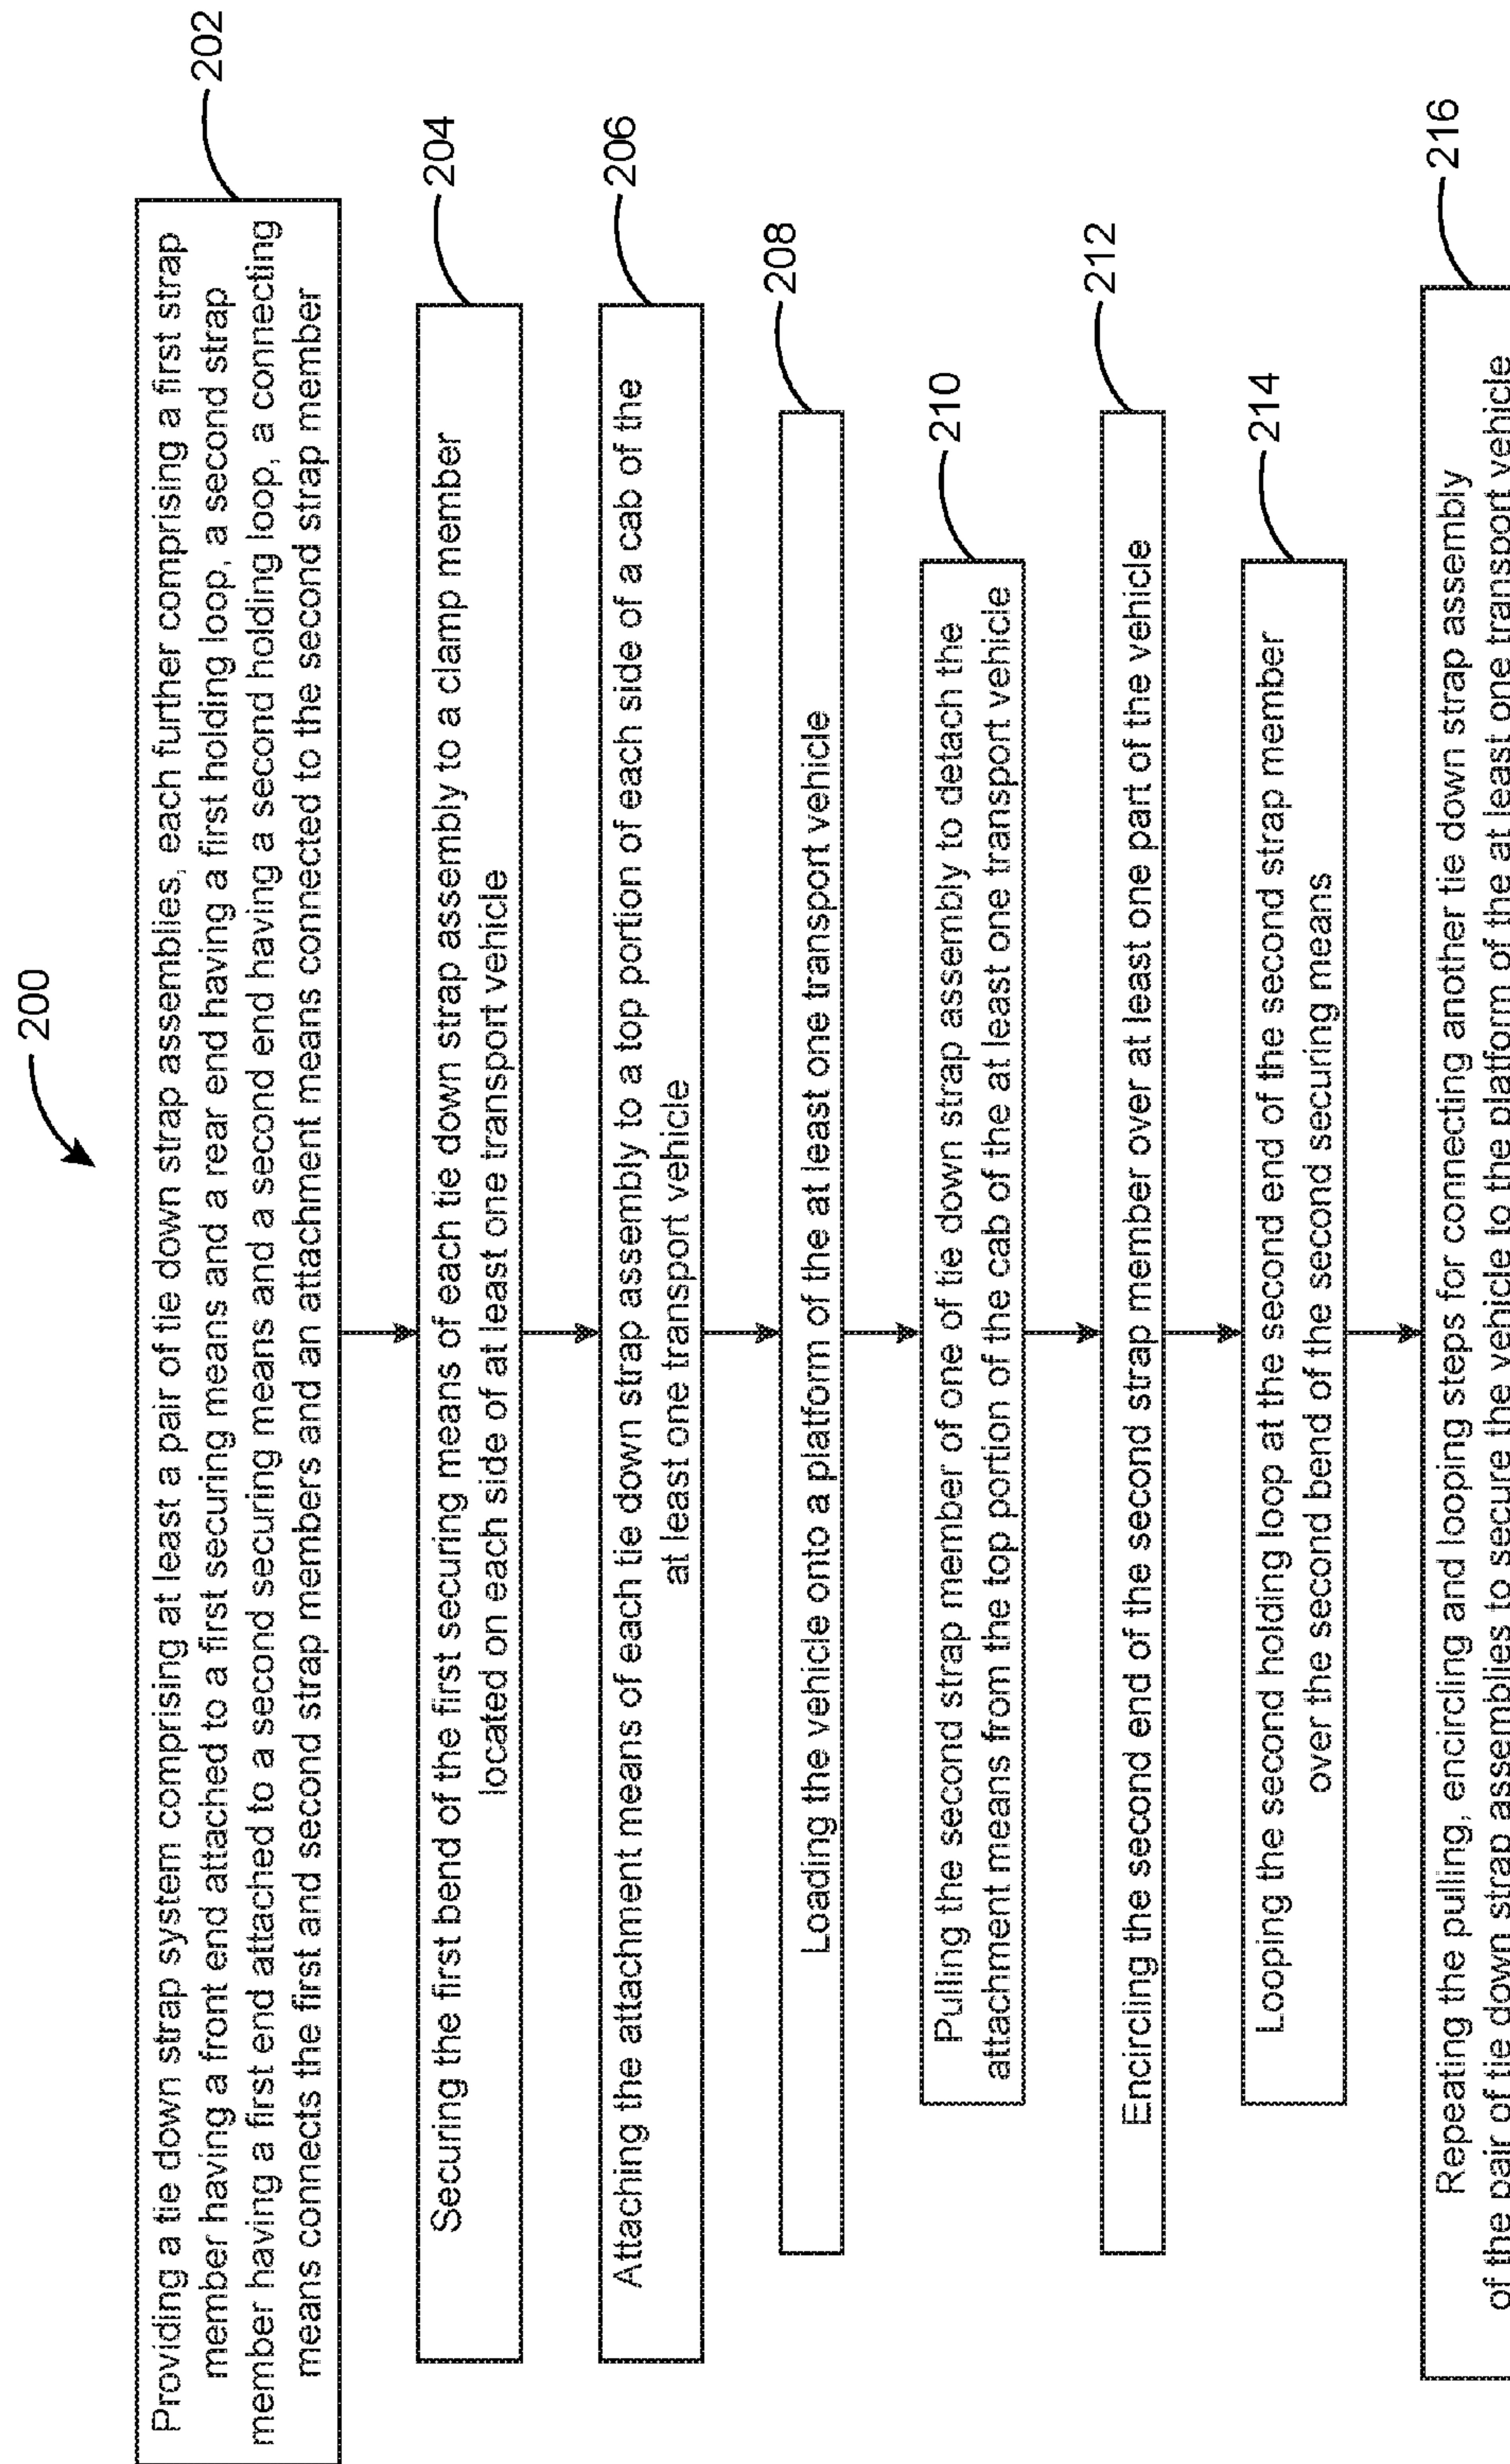 200
Providing a tie down strap system comprising at least a pair of tie down strap assemblies, each further comprising a first strap
member having a front end attached to a first securing means and a rear end having a first holding loop, a second strap
member having a first end attached to a second securing means and a second end having a second holding loop, a connecting
means connects the first and second strap members and an attachment means connected to the second strap member
202
Securing the first bend of the first securing means of each tie down strap assembly to a clamp member
located on each side of at least one transport vehicle
204
Attaching the attachment means of each tie down strap assembly to a top portion of each side of a cab of the
at least one transport vehicle
206
Loading the vehicle onto a platform of the at least one transport vehicle
208
Pulling the second strap member of one of tie down strap assembly to detach the
attachment means from the top portion of the cab of the at least one transport vehicle
210
Encircling the second end of the second strap member over at least one part of the vehicle
212
Looping the second holding loop at the second end of the second strap member
over the second bend of the second securing means
214
Repeating the pulling, encircling and looping steps for connecting another tie down strap assembly
of the pair of tie down strap assemblies to secure the vehicle to the platform of the at least one transport vehicle
216